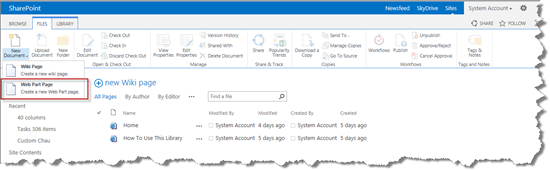 SharePoint
Newsfeed SkyDrive Sites System Account
BROWSE FILES LIBRARY
SHARE FOLLOW
New Document
Upload Document
New Folder
Edit Document
Check Out
Check In
Discard Check Out
View Properties
Edit Properties
Version History
Shared With
Delete Document
Share
Popularity Trends
Send To
Manage Copies
Go To Source
Workflows
Publish
Unpublish
Approve/Reject
Cancel Approval
Tags & Notes
Open & Check Out
Manage
Share & Track
Copies
Workflows
Tags and Notes
Wiki Page
Create a new wiki page.
Web Part Page
Create a new Web Part page.
new Wiki page
All Pages By Author By Editor ... Find a file
Recent
40 columns
Tasks 306 items
Custom Chau
Site Contents
Name Modified By Modified Created By Created
Home ... System Account 4 days ago System Account 5 days ago
How To Use This Library ... System Account 5 days ago System Account 5 days ago